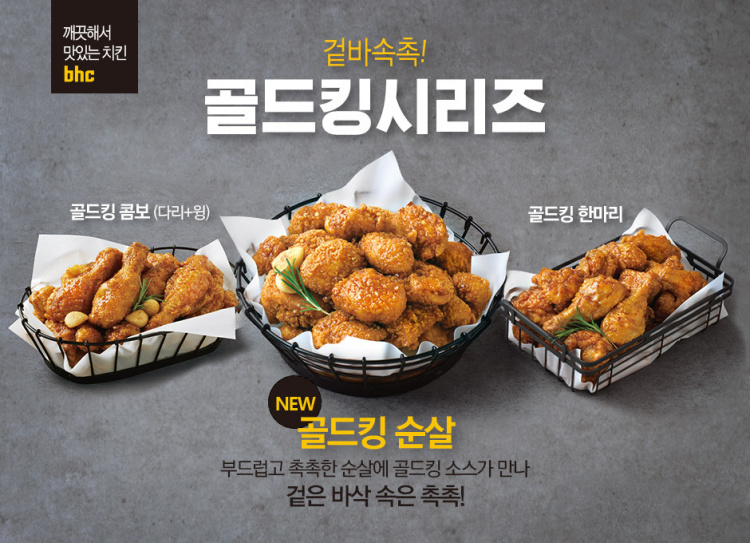 깨끗해서
맛있는 치킨
bhc
겉바속촉!
골드킹시리즈
골드킹 콤보 (다리+윙)
골드킹 한마리
NEW
골드킹 순살
부드럽고 촉촉한 순살에 골드킹 소스가 만나
겉은 바삭 속은 촉촉!